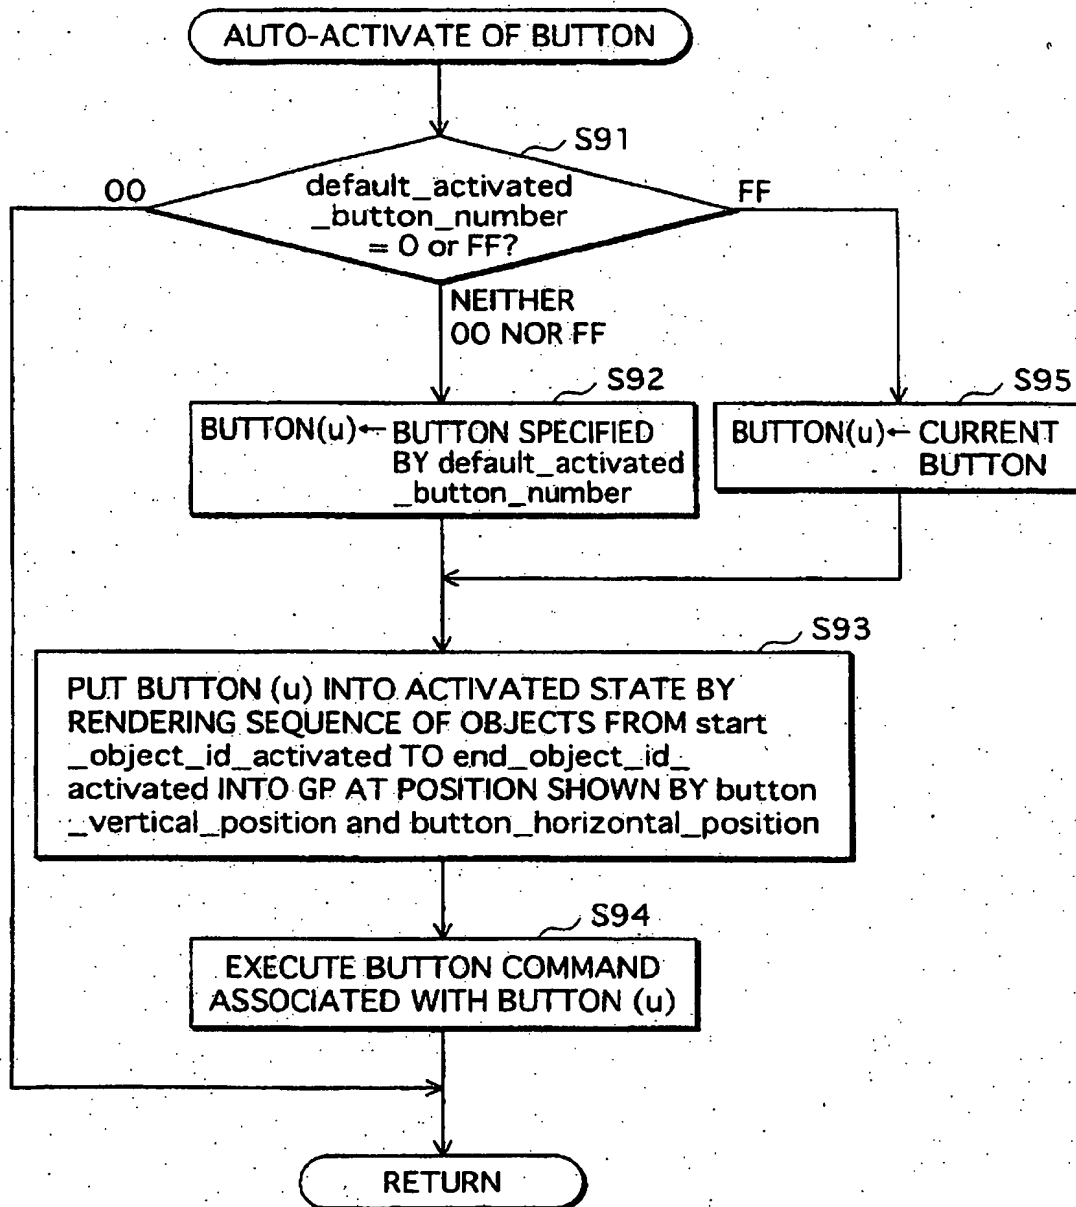 AUTO-ACTIVATE OF BUTTON
S91
00
default_activated
_button_number
= 0 or FF?
FF
NEITHER
00 NOR FF
S92
BUTTON(u)← BUTTON SPECIFIED
BY default_activated
_button_number
S95
BUTTON(u)← CURRENT
BUTTON
S93
PUT BUTTON (u) INTO ACTIVATED STATE BY
RENDERING SEQUENCE OF OBJECTS FROM start
_object_id_activated TO end_object_id_
activated INTO GP AT POSITION SHOWN BY button
_vertical_position and button_horizontal_position
S94
EXECUTE BUTTON COMMAND
ASSOCIATED WITH BUTTON (u)
RETURN